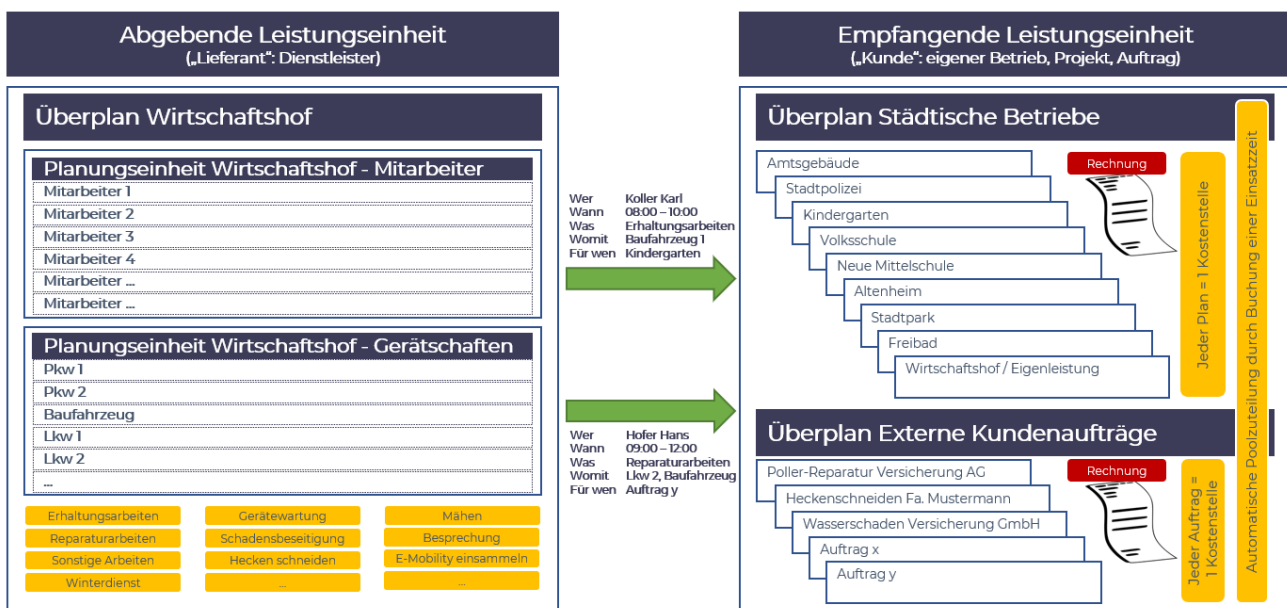 Abgebende Leistungseinheit
(„Lieferant“: Dienstleister)
Überplan Wirtschaftshof
Planungseinheit Wirtschaftshof - Mitarbeiter
Mitarbeiter 1
Mitarbeiter 2
Mitarbeiter 3
Mitarbeiter 4
Mitarbeiter ...
Mitarbeiter ...
Planungseinheit Wirtschaftshof - Gerätschaften
Pkw 1
Pkw 2
Baufahrzeug
Lkw 1
Lkw 2
...
Erhaltungsarbeiten
Gerätewartung
Mähen
Reparaturarbeiten
Schadensbeseitigung
Besprechung
Sonstige Arbeiten
Hecken schneiden
E-Mobility einsammeln
Winterdienst
...
...
Wer Koller Karl
Wann 08:00 – 10:00
Was Erhaltungsarbeiten
Womit Baufahrzeug 1
Für wen Kindergarten
Wer Hofer Hans
Wann 09:00 – 12:00
Was Reparaturarbeiten
Womit Lkw 2, Baufahrzeug
Für wen Auftrag y
Empfangende Leistungseinheit
(„Kunde“: eigener Betrieb, Projekt, Auftrag)
Überplan Städtische Betriebe
Amtsgebäude
Stadtpolizei
Kindergarten
Volksschule
Neue Mittelschule
Altenheim
Stadtpark
Freibad
Wirtschaftshof / Eigenleistung
Rechnung
Jeder Plan = 1 Kostenstelle
Überplan Externe Kundenaufträge
Poller-Reparatur Versicherung AG
Heckenschneiden Fa. Mustermann
Wasserschaden Versicherung GmbH
Auftrag x
Auftrag y
Rechnung
Jeder Auftrag =
1 Kostenstelle
Automatische Poolzuteilung durch Buchung einer Einsatzzeit